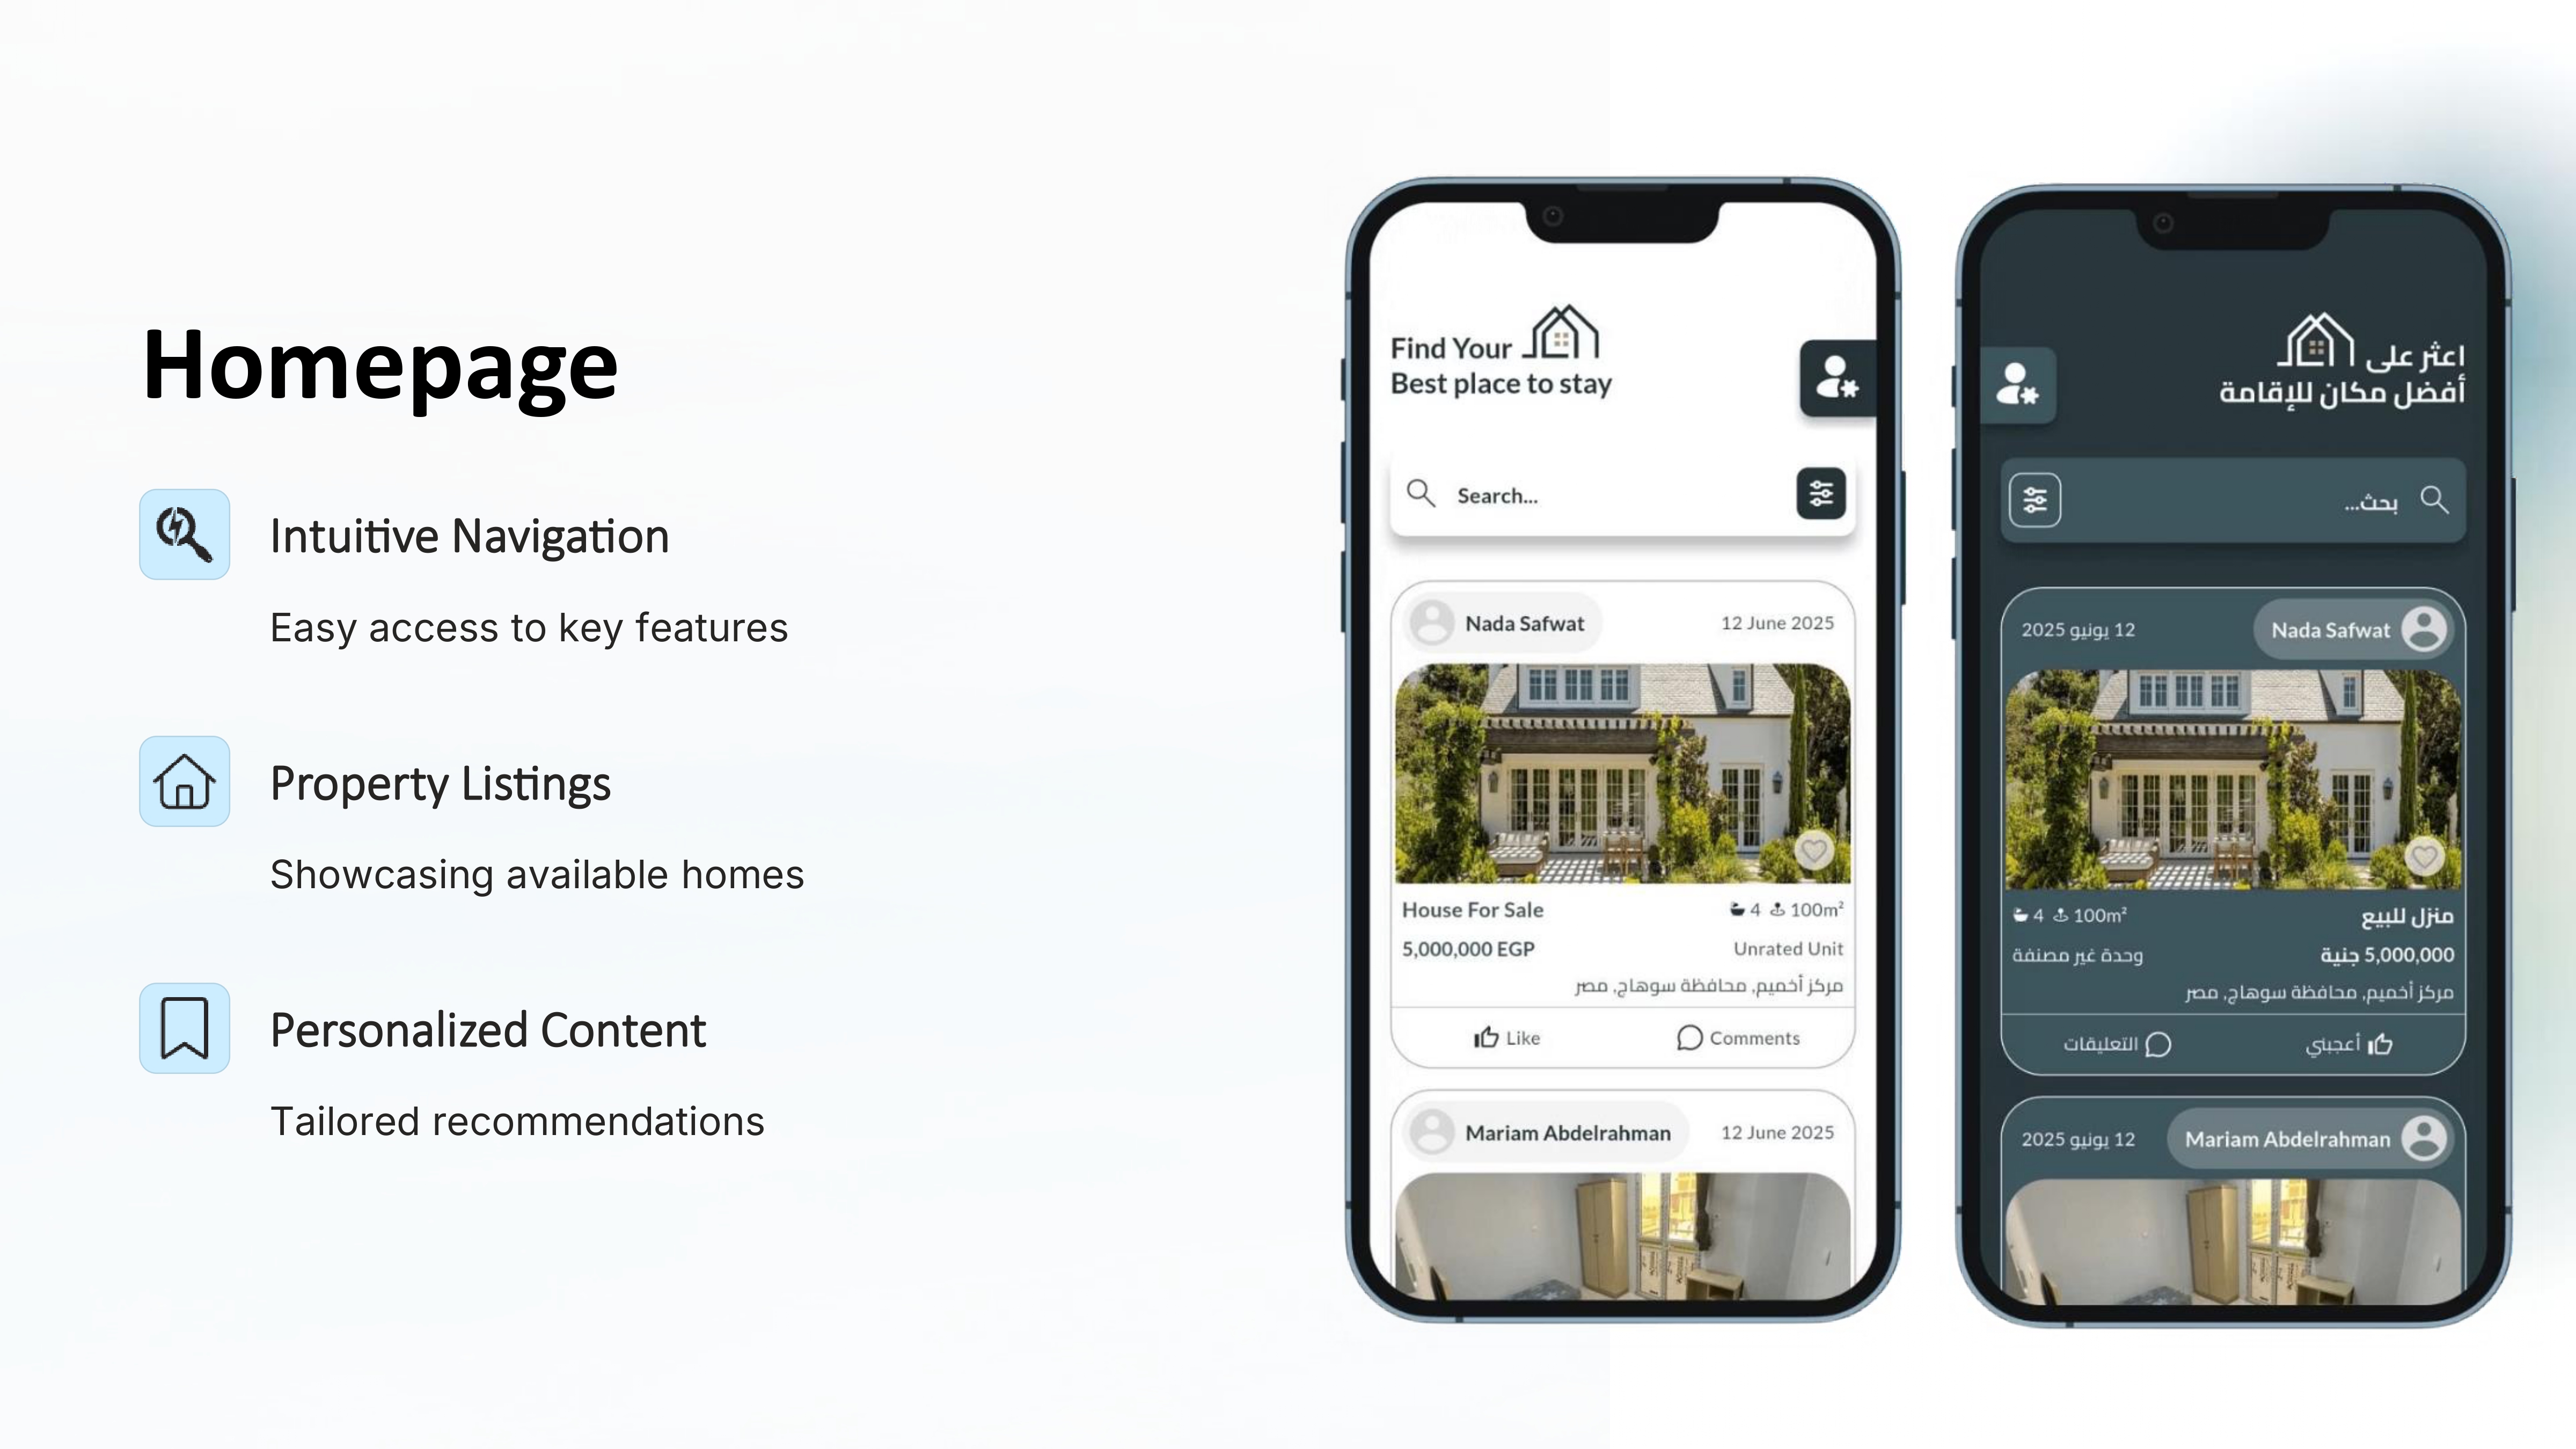 Homepage
Intuitive Navigation
Easy access to key features
Property Listings
Showcasing available homes
Personalized Content
Tailored recommendations
Find Your
Best place to stay
Search...
Nada Safwat
12 June 2025
House For Sale
4 100m²
5,000,000 EGP
Unrated Unit
مركز أخميم, محافظة سوهاج, مصر
Like
Comments
Mariam Abdelrahman
12 June 2025
اعثر على
أفضل مكان للإقامة
بحث...
Nada Safwat
12 يونيو 2025
منزل للبيع
4 100m²
5,000,000 جنية
وحدة غير مصنفة
مركز أخميم, محافظة سوهاج, مصر
أعجبني
التعليقات
Mariam Abdelrahman
12 يونيو 2025